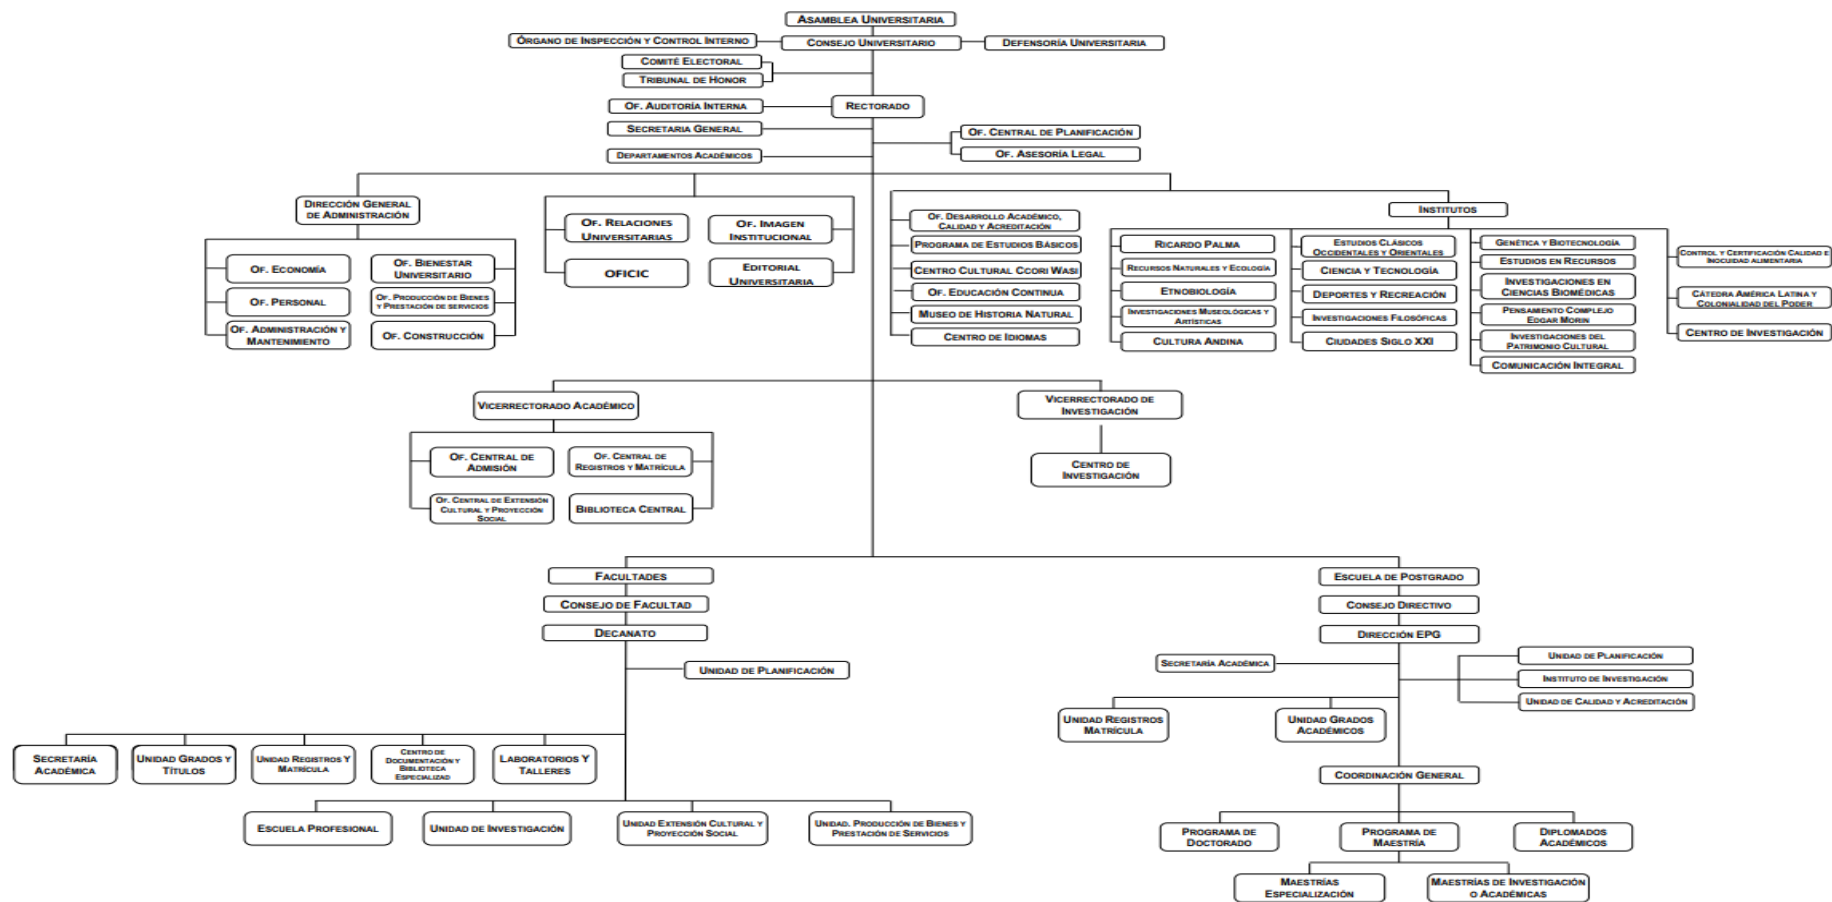 ASAMBLEA UNIVERSITARIA
ÓRGANO DE INSPECCIÓN Y CONTROL INTERNO
CONSEJO UNIVERSITARIO
DEFENSORÍA UNIVERSITARIA
COMITÉ ELECTORAL
TRIBUNAL DE HONOR
OF. AUDITORÍA INTERNA
RECTORADO
SECRETARIA GENERAL
OF. CENTRAL DE PLANIFICACIÓN
DEPARTAMENTOS ACADÉMICOS
OF. ASESORÍA LEGAL
DIRECCIÓN GENERAL
DE ADMINISTRACIÓN
OF. ECONOMÍA
OF. BIENESTAR
UNIVERSITARIO
OF. PERSONAL
OF. PRODUCCIÓN DE BIENES
Y PRESTACIÓN DE SERVICIOS
OF. ADMINISTRACIÓN Y
MANTENIMIENTO
OF. CONSTRUCCIÓN
OF. RELACIONES
UNIVERSITARIAS
OF. IMAGEN
INSTITUCIONAL
OFICIC
EDITORIAL
UNIVERSITARIA
OF. DESARROLLO ACADÉMICO,
CALIDAD Y ACREDITACIÓN
PROGRAMA DE ESTUDIOS BÁSICOS
CENTRO CULTURAL CCORI WASI
OF. EDUCACIÓN CONTINUA
MUSEO DE HISTORIA NATURAL
CENTRO DE IDIOMAS
INSTITUTOS
RICARDO PALMA
RECURSOS NATURALES Y ECOLOGÍA
ETNOBIOLOGÍA
INVESTIGACIONES MUSEOLÓGICAS Y
ARTÍSTICAS
CULTURA ANDINA
ESTUDIOS CLÁSICOS
OCCIDENTALES Y ORIENTALES
CIENCIA Y TECNOLOGÍA
DEPORTES Y RECREACIÓN
INVESTIGACIONES FILOSÓFICAS
CIUDADES SIGLO XXI
GENÉTICA Y BIOTECNOLOGÍA
ESTUDIOS EN RECURSOS
INVESTIGACIONES EN
CIENCIAS BIOMÉDICAS
PENSAMIENTO COMPLEJO
EDGAR MORIN
INVESTIGACIONES DEL
PATRIMONIO CULTURAL
COMUNICACIÓN INTEGRAL
CONTROL Y CERTIFICACIÓN CALIDAD E
INOCUIDAD ALIMENTARIA
CÁTEDRA AMÉRICA LATINA Y
COLONIALIDAD DEL PODER
CENTRO DE INVESTIGACIÓN
VICERRECTORADO ACADÉMICO
OF. CENTRAL DE
ADMISIÓN
OF. CENTRAL DE
REGISTROS Y MATRÍCULA
OF. CENTRAL DE EXTENSIÓN
CULTURAL Y PROYECCIÓN
SOCIAL
BIBLIOTECA CENTRAL
VICERRECTORADO DE
INVESTIGACIÓN
CENTRO DE
INVESTIGACIÓN
FACULTADES
CONSEJO DE FACULTAD
DECANATO
UNIDAD DE PLANIFICACIÓN
SECRETARÍA
ACADÉMICA
UNIDAD GRADOS Y
TÍTULOS
UNIDAD REGISTROS Y
MATRÍCULA
CENTRO DE
DOCUMENTACIÓN Y
BIBLIOTECA
ESPECIALIZAD
LABORATORIOS Y
TALLERES
ESCUELA PROFESIONAL
UNIDAD DE INVESTIGACIÓN
UNIDAD EXTENSIÓN CULTURAL Y
PROYECCIÓN SOCIAL
UNIDAD. PRODUCCIÓN DE BIENES Y
PRESTACIÓN DE SERVICIOS
ESCUELA DE POSTGRADO
CONSEJO DIRECTIVO
DIRECCIÓN EPG
SECRETARÍA ACADÉMICA
UNIDAD DE PLANIFICACIÓN
INSTITUTO DE INVESTIGACIÓN
UNIDAD DE CALIDAD Y ACREDITACIÓN
UNIDAD REGISTROS
MATRÍCULA
UNIDAD GRADOS
ACADÉMICOS
COORDINACIÓN GENERAL
PROGRAMA DE
DOCTORADO
PROGRAMA DE
MAESTRÍA
DIPLOMADOS
ACADÉMICOS
MAESTRÍAS
ESPECIALIZACIÓN
MAESTRÍAS DE INVESTIGACIÓN
O ACADÉMICAS